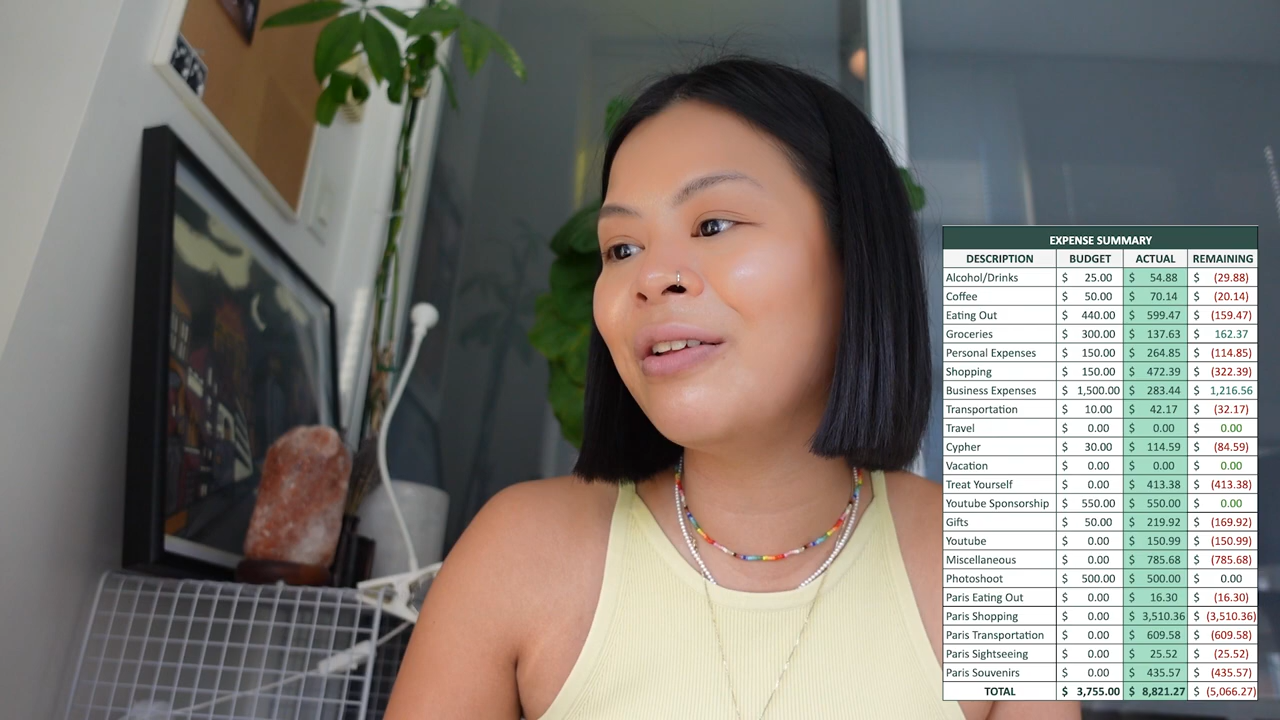 EXPENSE SUMMARY
DESCRIPTION BUDGET ACTUAL REMAINING
Alcohol/Drinks $ 25.00 $ 54.88 $ (29.88)
Coffee $ 50.00 $ 70.14 $ (20.14)
Eating Out $ 440.00 $ 599.47 $ (159.47)
Groceries $ 300.00 $ 137.63 $ 162.37
Personal Expenses $ 150.00 $ 264.85 $ (114.85)
Shopping $ 150.00 $ 472.39 $ (322.39)
Business Expenses $ 1,500.00 $ 283.44 $ 1,216.56
Transportation $ 10.00 $ 42.17 $ (32.17)
Travel $ 0.00 $ 0.00 $ 0.00
Cypher $ 30.00 $ 114.59 $ (84.59)
Vacation $ 0.00 $ 0.00 $ 0.00
Treat Yourself $ 0.00 $ 413.38 $ (413.38)
Youtube Sponsorship $ 550.00 $ 550.00 $ 0.00
Gifts $ 50.00 $ 219.92 $ (169.92)
Youtube $ 0.00 $ 150.99 $ (150.99)
Miscellaneous $ 0.00 $ 785.68 $ (785.68)
Photoshoot $ 500.00 $ 500.00 $ 0.00
Paris Eating Out $ 0.00 $ 16.30 $ (16.30)
Paris Shopping $ 0.00 $ 3,510.36 $ (3,510.36)
Paris Transportation $ 0.00 $ 609.58 $ (609.58)
Paris Sightseeing $ 0.00 $ 25.52 $ (25.52)
Paris Souvenirs $ 0.00 $ 435.57 $ (435.57)
TOTAL $ 3,755.00 $ 8,821.27 $ (5,066.27)